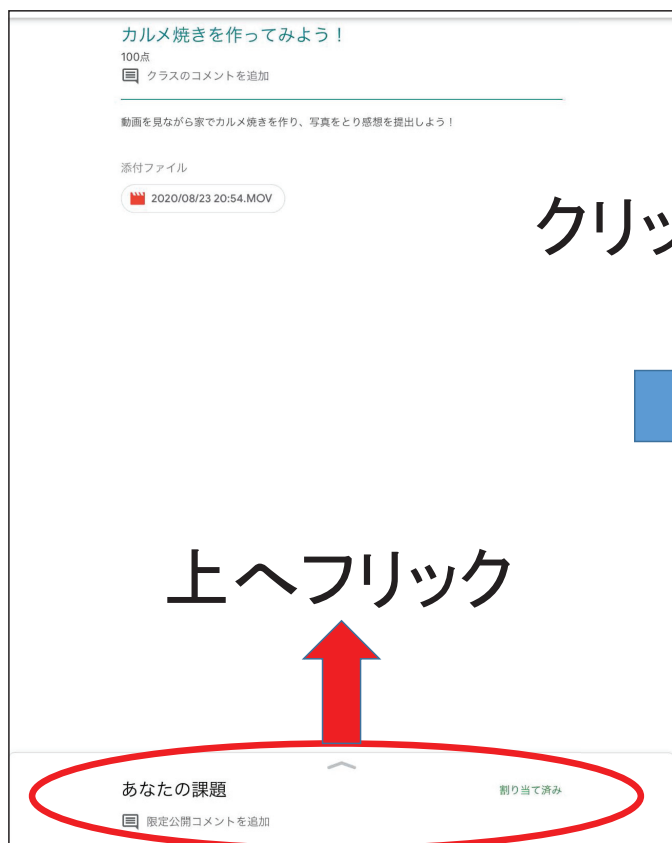 カルメ焼きを作ってみよう！
100点
クラスのコメントを追加
動画を見ながら家でカルメ焼きを作り、写真をとり感想を提出しよう！
添付ファイル
2020/08/23 20:54.MOV
クリッ
上へフリック
あなたの課題
割り当て済み
限定公開コメントを追加